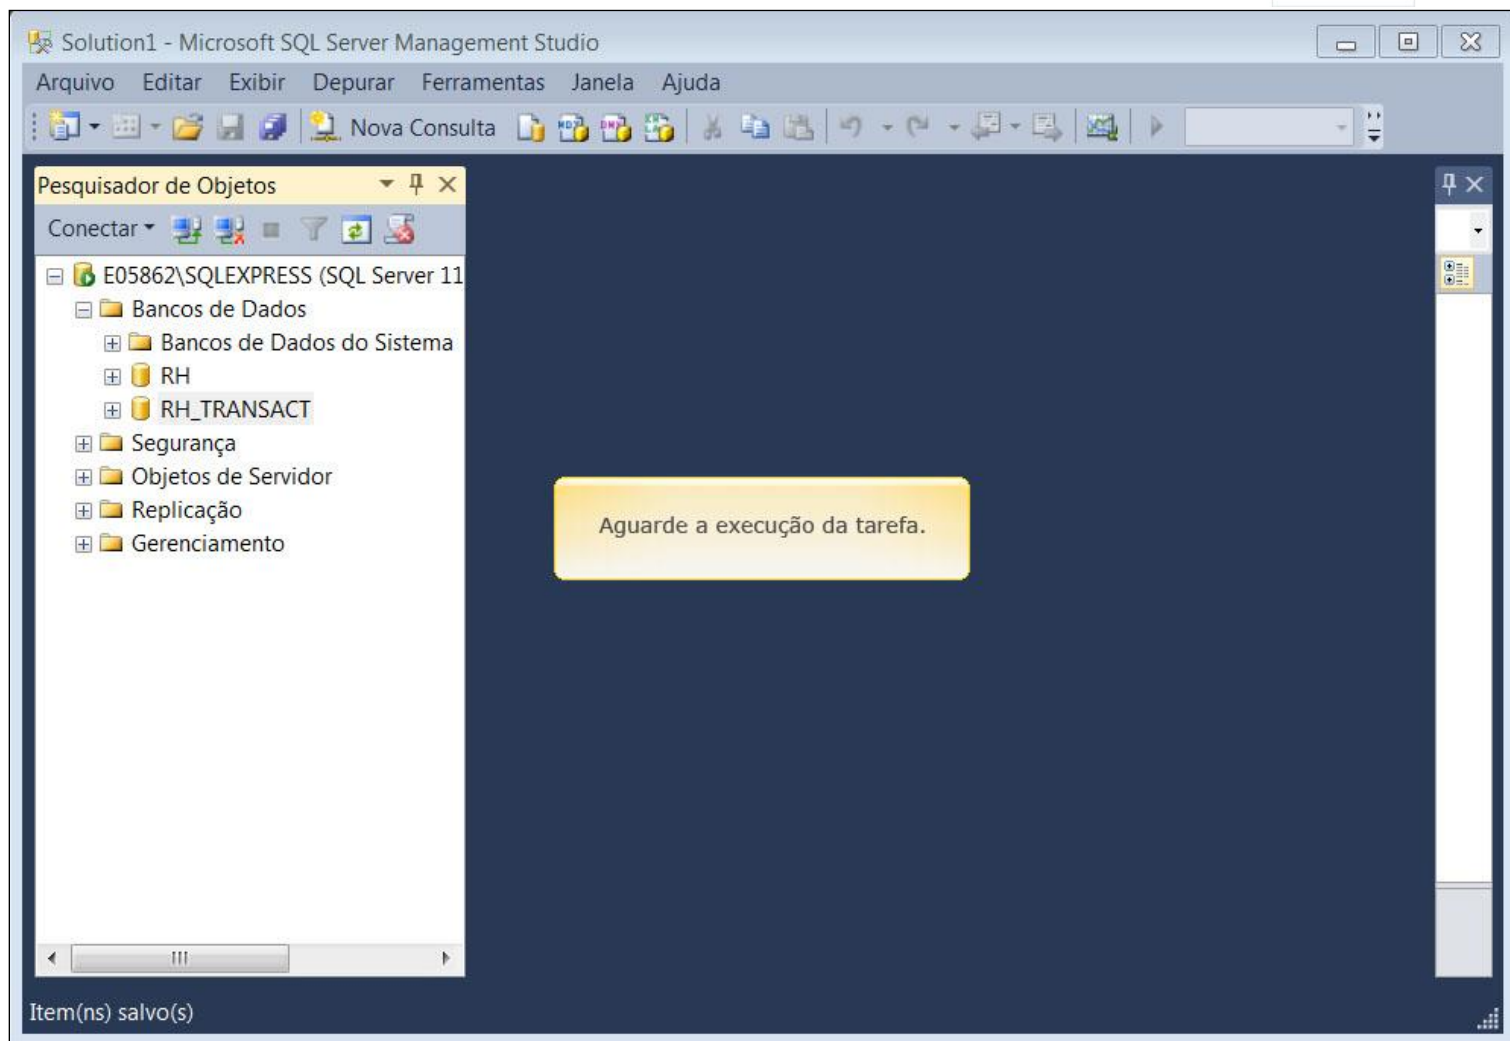 Solution1 - Microsoft SQL Server Management Studio
Arquivo Editar Exibir Depurar Ferramentas Janela Ajuda
Nova Consulta
Pesquisador de Objetos
Conectar
E05862\SQLEXPRESS (SQL Server 11
Bancos de Dados
Bancos de Dados do Sistema
RH
RH_TRANSACT
Segurança
Objetos de Servidor
Replicação
Gerenciamento
Aguarde a execução da tarefa.
Item(ns) salvo(s)